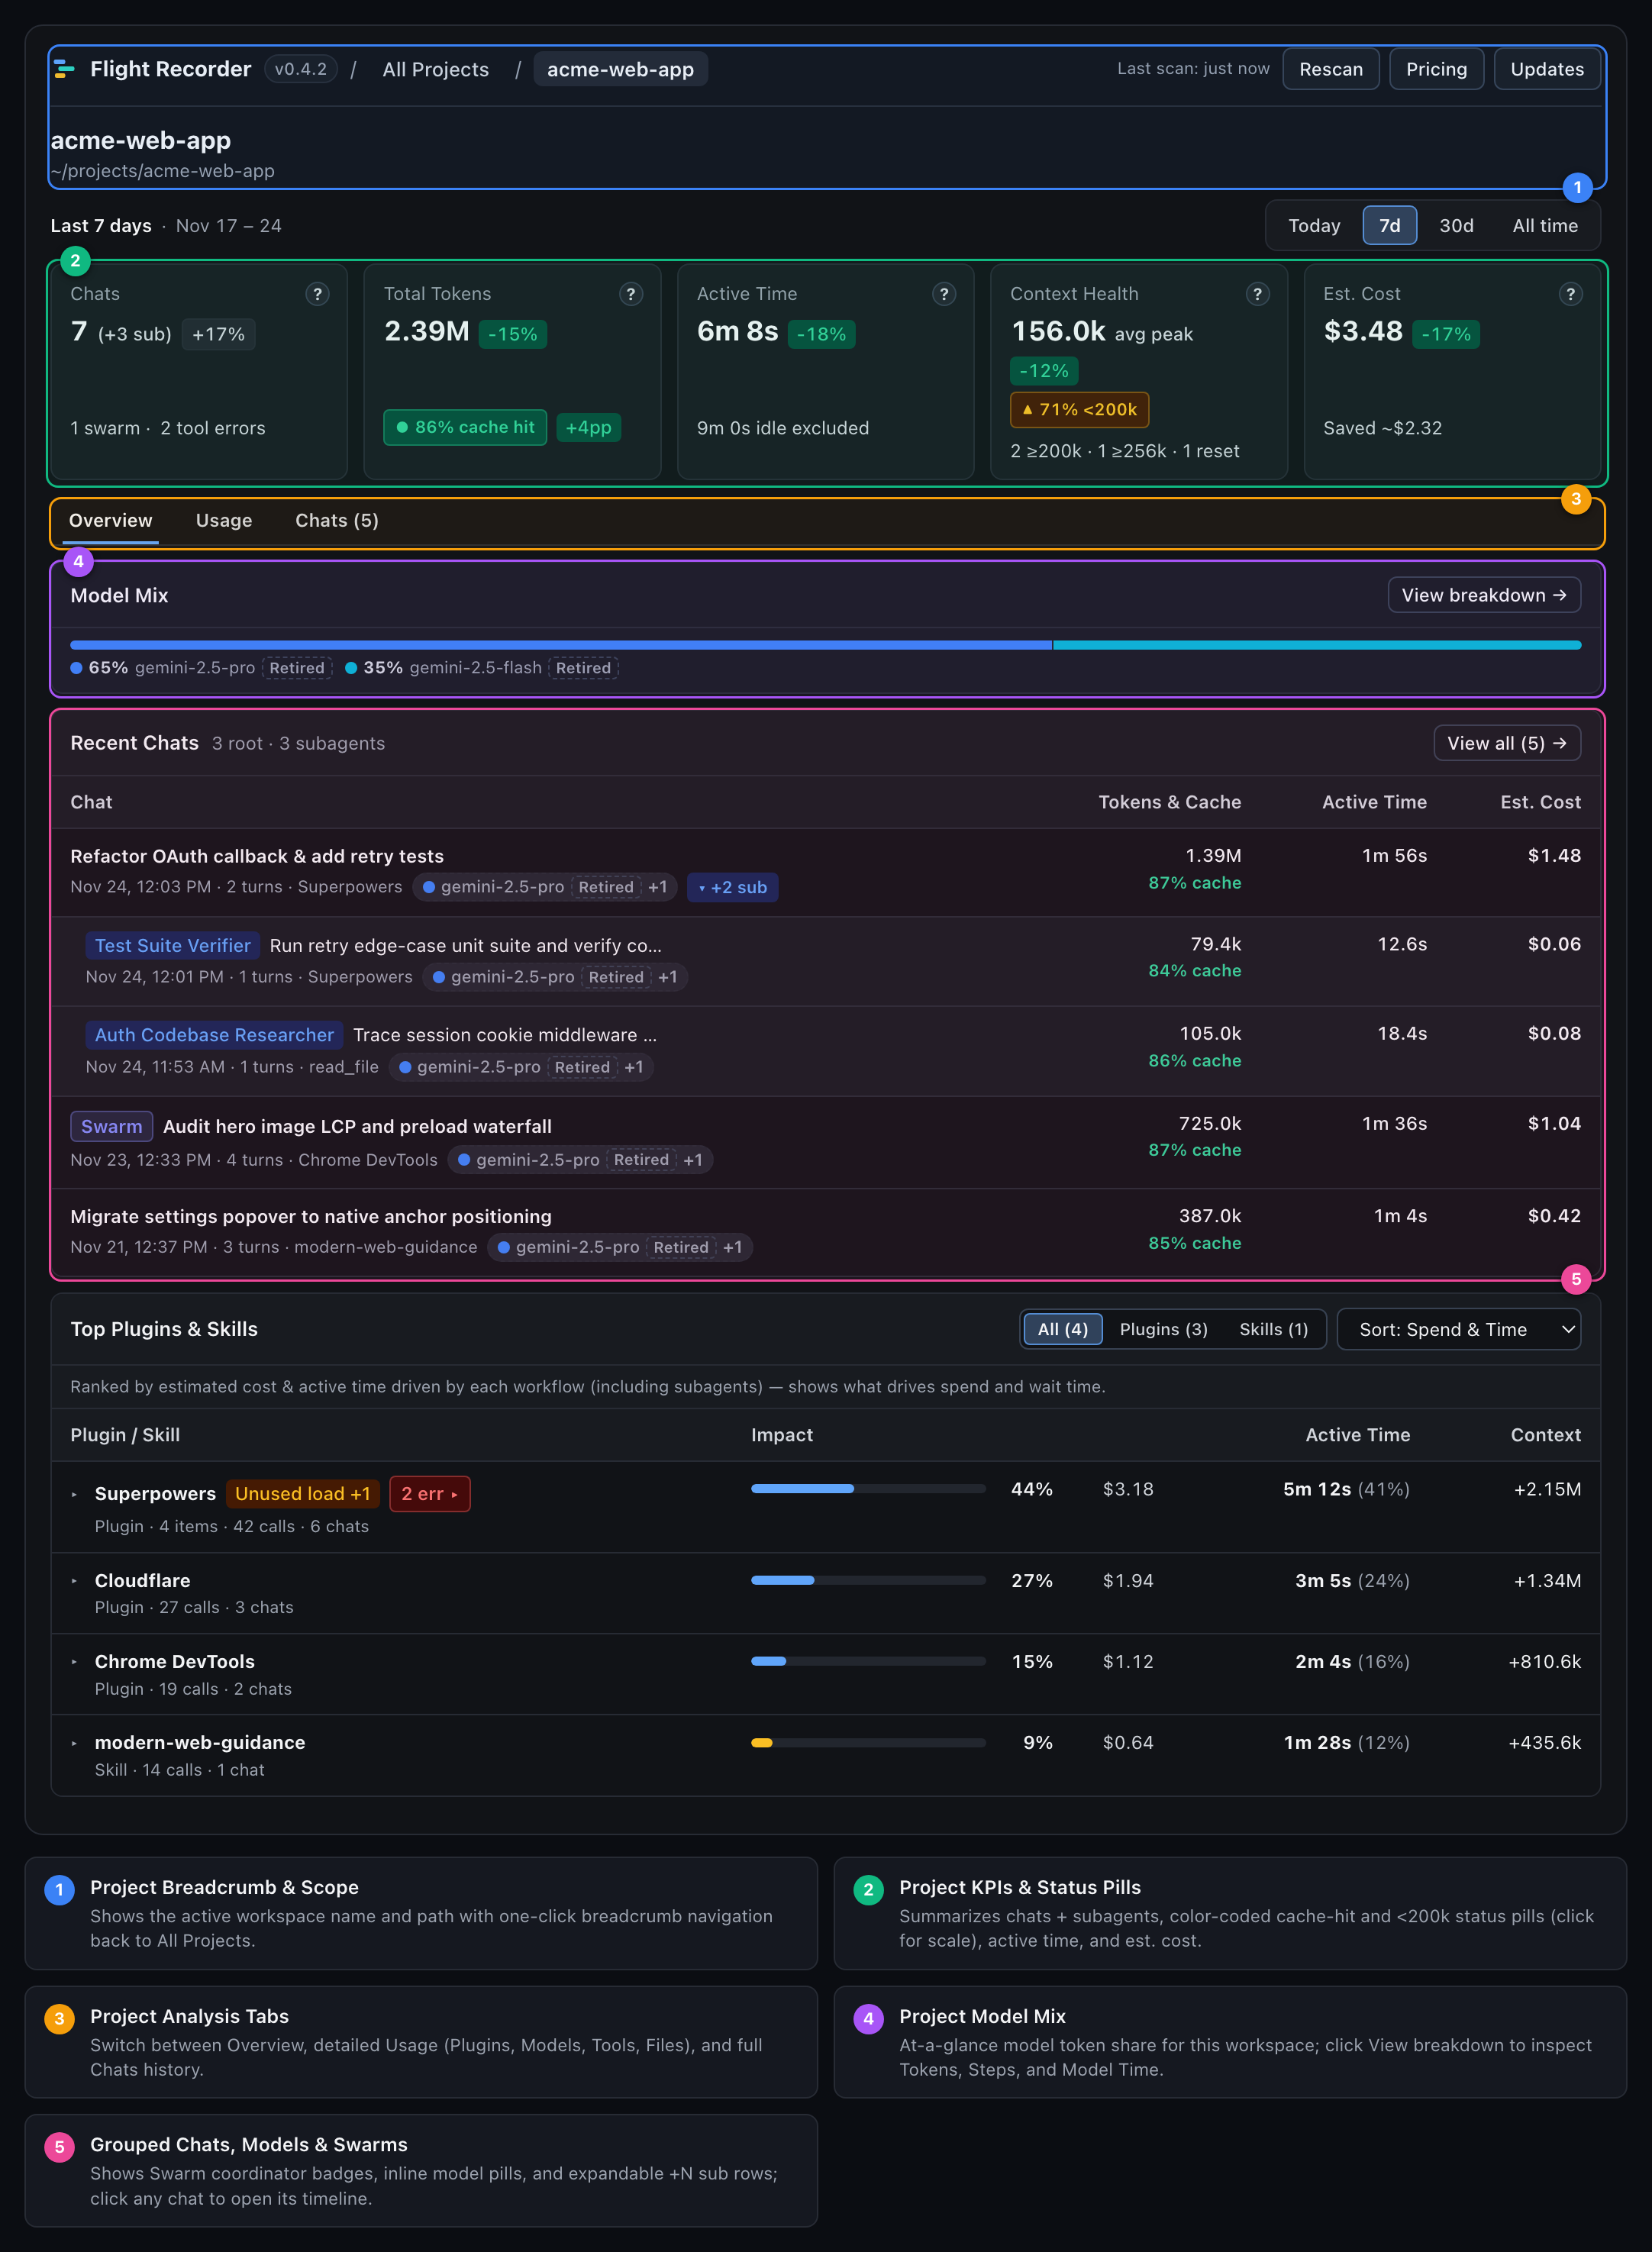 Flight Recorder v0.4.2 / All Projects / acme-web-app Last scan: just now Rescan Pricing Updates
acme-web-app
~/projects/acme-web-app
1
Last 7 days · Nov 17 – 24 Today 7d 30d All time
2
Chats ? Total Tokens ? Active Time ? Context Health ? Est. Cost ?
7 (+3 sub) +17% 2.39M -15% 6m 8s -18% 156.0k avg peak $3.48 -17%
-12%
▲ 71% <200k
1 swarm · 2 tool errors 86% cache hit +4pp 9m 0s idle excluded Saved ~$2.32
2 ≥200k · 1 ≥256k · 1 reset
3
Overview Usage Chats (5)
4
Model Mix View breakdown →
65% gemini-2.5-pro Retired 35% gemini-2.5-flash Retired
Recent Chats 3 root · 3 subagents View all (5) →
Chat Tokens & Cache Active Time Est. Cost
Refactor OAuth callback & add retry tests 1.39M 1m 56s $1.48
Nov 24, 12:03 PM · 2 turns · Superpowers gemini-2.5-pro Retired +1 ▾ +2 sub 87% cache
Test Suite Verifier Run retry edge-case unit suite and verify co... 79.4k 12.6s $0.06
Nov 24, 12:01 PM · 1 turns · Superpowers gemini-2.5-pro Retired +1 84% cache
Auth Codebase Researcher Trace session cookie middleware ... 105.0k 18.4s $0.08
Nov 24, 11:53 AM · 1 turns · read_file gemini-2.5-pro Retired +1 86% cache
Swarm Audit hero image LCP and preload waterfall 725.0k 1m 36s $1.04
Nov 23, 12:33 PM · 4 turns · Chrome DevTools gemini-2.5-pro Retired +1 87% cache
Migrate settings popover to native anchor positioning 387.0k 1m 4s $0.42
Nov 21, 12:37 PM · 3 turns · modern-web-guidance gemini-2.5-pro Retired +1 85% cache
5
Top Plugins & Skills All (4) Plugins (3) Skills (1) Sort: Spend & Time
Ranked by estimated cost & active time driven by each workflow (including subagents) — shows what drives spend and wait time.
Plugin / Skill Impact Active Time Context
▸ Superpowers Unused load +1 2 err ▸ 44% $3.18 5m 12s (41%) +2.15M
Plugin · 4 items · 42 calls · 6 chats
▸ Cloudflare 27% $1.94 3m 5s (24%) +1.34M
Plugin · 27 calls · 3 chats
▸ Chrome DevTools 15% $1.12 2m 4s (16%) +810.6k
Plugin · 19 calls · 2 chats
▸ modern-web-guidance 9% $0.64 1m 28s (12%) +435.6k
Skill · 14 calls · 1 chat
1 Project Breadcrumb & Scope
Shows the active workspace name and path with one-click breadcrumb navigation
back to All Projects.
2 Project KPIs & Status Pills
Summarizes chats + subagents, color-coded cache-hit and <200k status pills (click
for scale), active time, and est. cost.
3 Project Analysis Tabs
Switch between Overview, detailed Usage (Plugins, Models, Tools, Files), and full
Chats history.
4 Project Model Mix
At-a-glance model token share for this workspace; click View breakdown to inspect
Tokens, Steps, and Model Time.
5 Grouped Chats, Models & Swarms
Shows Swarm coordinator badges, inline model pills, and expandable +N sub rows;
click any chat to open its timeline.